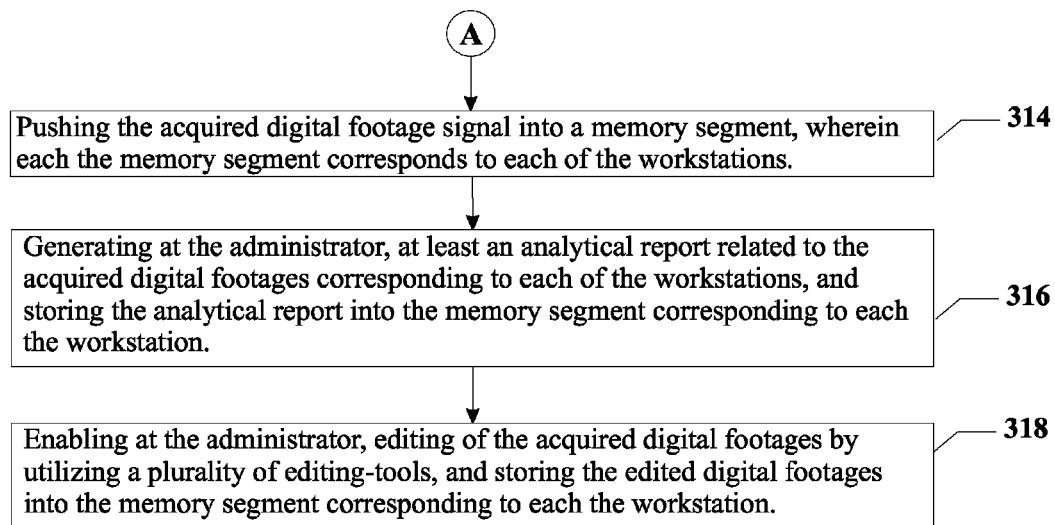 A
Pushing the acquired digital footage signal into a memory segment, wherein
each the memory segment corresponds to each of the workstations.
314
Generating at the administrator, at least an analytical report related to the
acquired digital footages corresponding to each of the workstations, and
storing the analytical report into the memory segment corresponding to each
the workstation.
316
Enabling at the administrator, editing of the acquired digital footages by
utilizing a plurality of editing-tools, and storing the edited digital footages
into the memory segment corresponding to each the workstation.
318